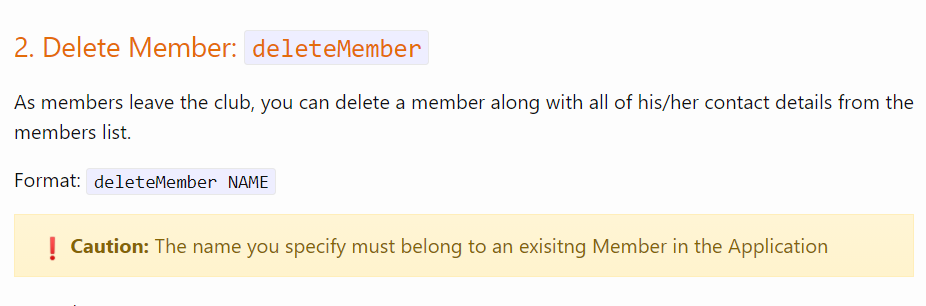 2. Delete Member: deleteMember
As members leave the club, you can delete a member along with all of his/her contact details from the
members list.
Format: deleteMember NAME
❗ Caution: The name you specify must belong to an exisitng Member in the Application